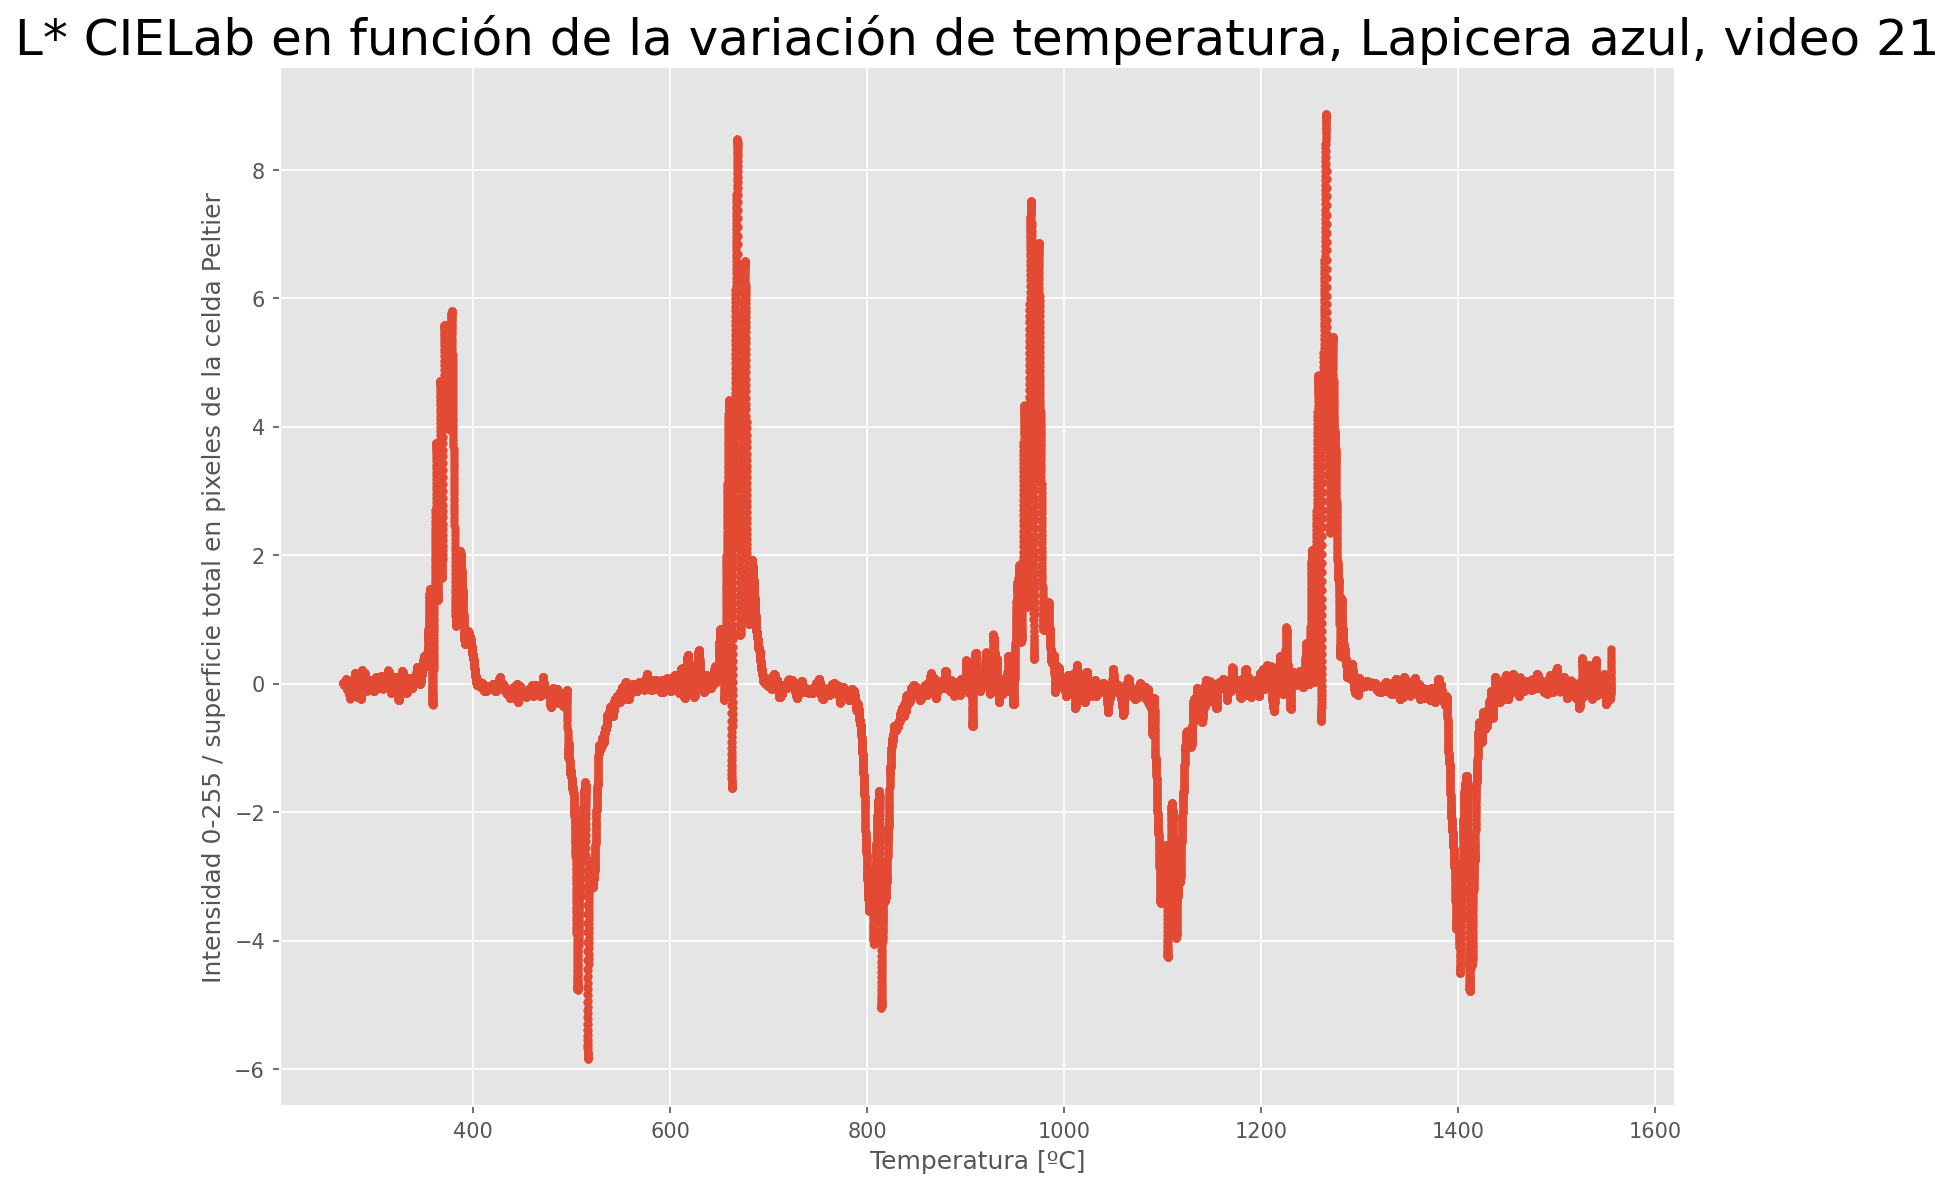 L* CIELab en función de la variación de temperatura, Lapicera azul, video 21
Intensidad 0-255 / superficie total en pixeles de la celda Peltier
8
6
4
2
0
−2
−4
−6
400 600 800 1000 1200 1400 1600
Temperatura [ºC]